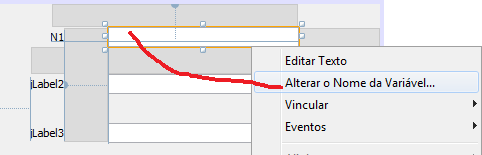 N1
Editar Texto
Alterar o Nome da Variável...
jLabel2
Vincular
Eventos
jLabel3